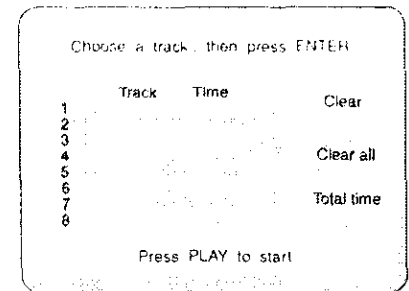 Choose a track, then press ENTER
Track Time
1
2
3
4
5
6
7
8
Clear
Clear all
Total time
Press PLAY to start